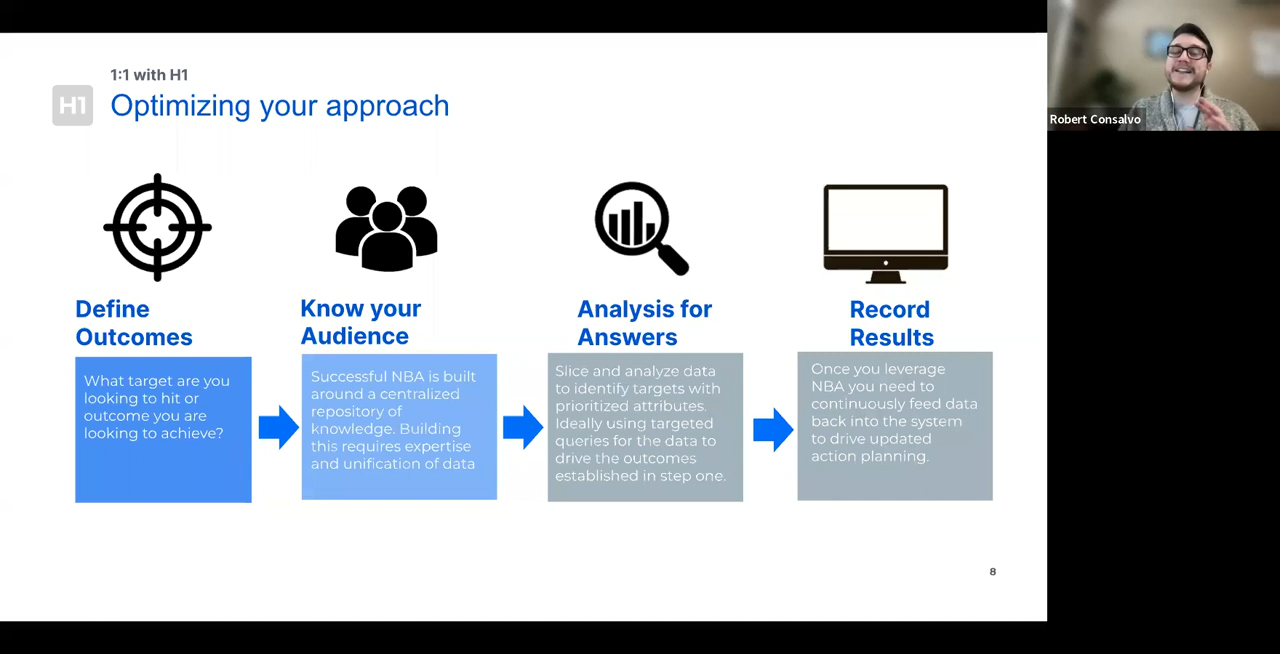 1:1 with H1
H1
Optimizing your approach
Robert Consalvo
Define
Outcomes
What target are you
looking to hit or
outcome you are
looking to achieve?
Know your
Audience
Successful NBA is built
around a centralized
repository of
knowledge. Building
this requires expertise
and unification of data
Analysis for
Answers
Slice and analyze data
to identify targets with
prioritized attributes.
Ideally using targeted
queries for the data to
drive the outcomes
established in step one.
Record
Results
Once you leverage
NBA you need to
continuously feed data
back into the system
to drive updated
action planning.
8